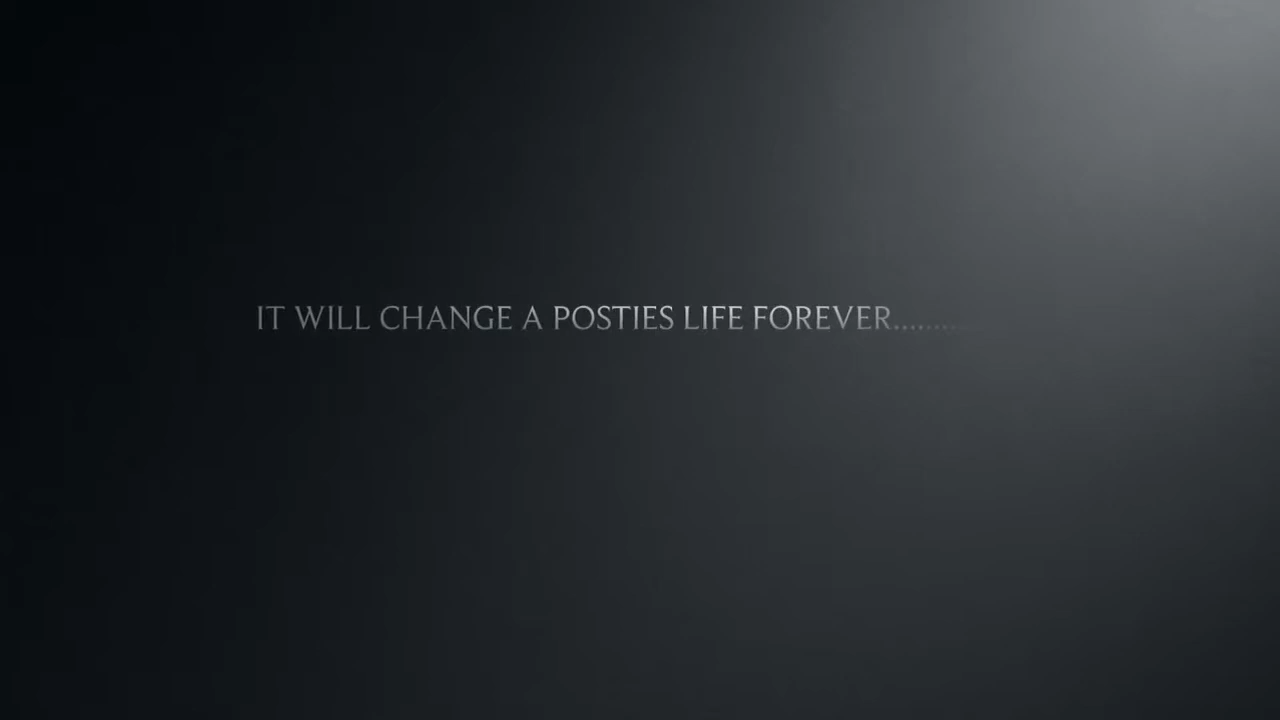 IT WILL CHANGE A POSTIES LIFE FOREVER.........